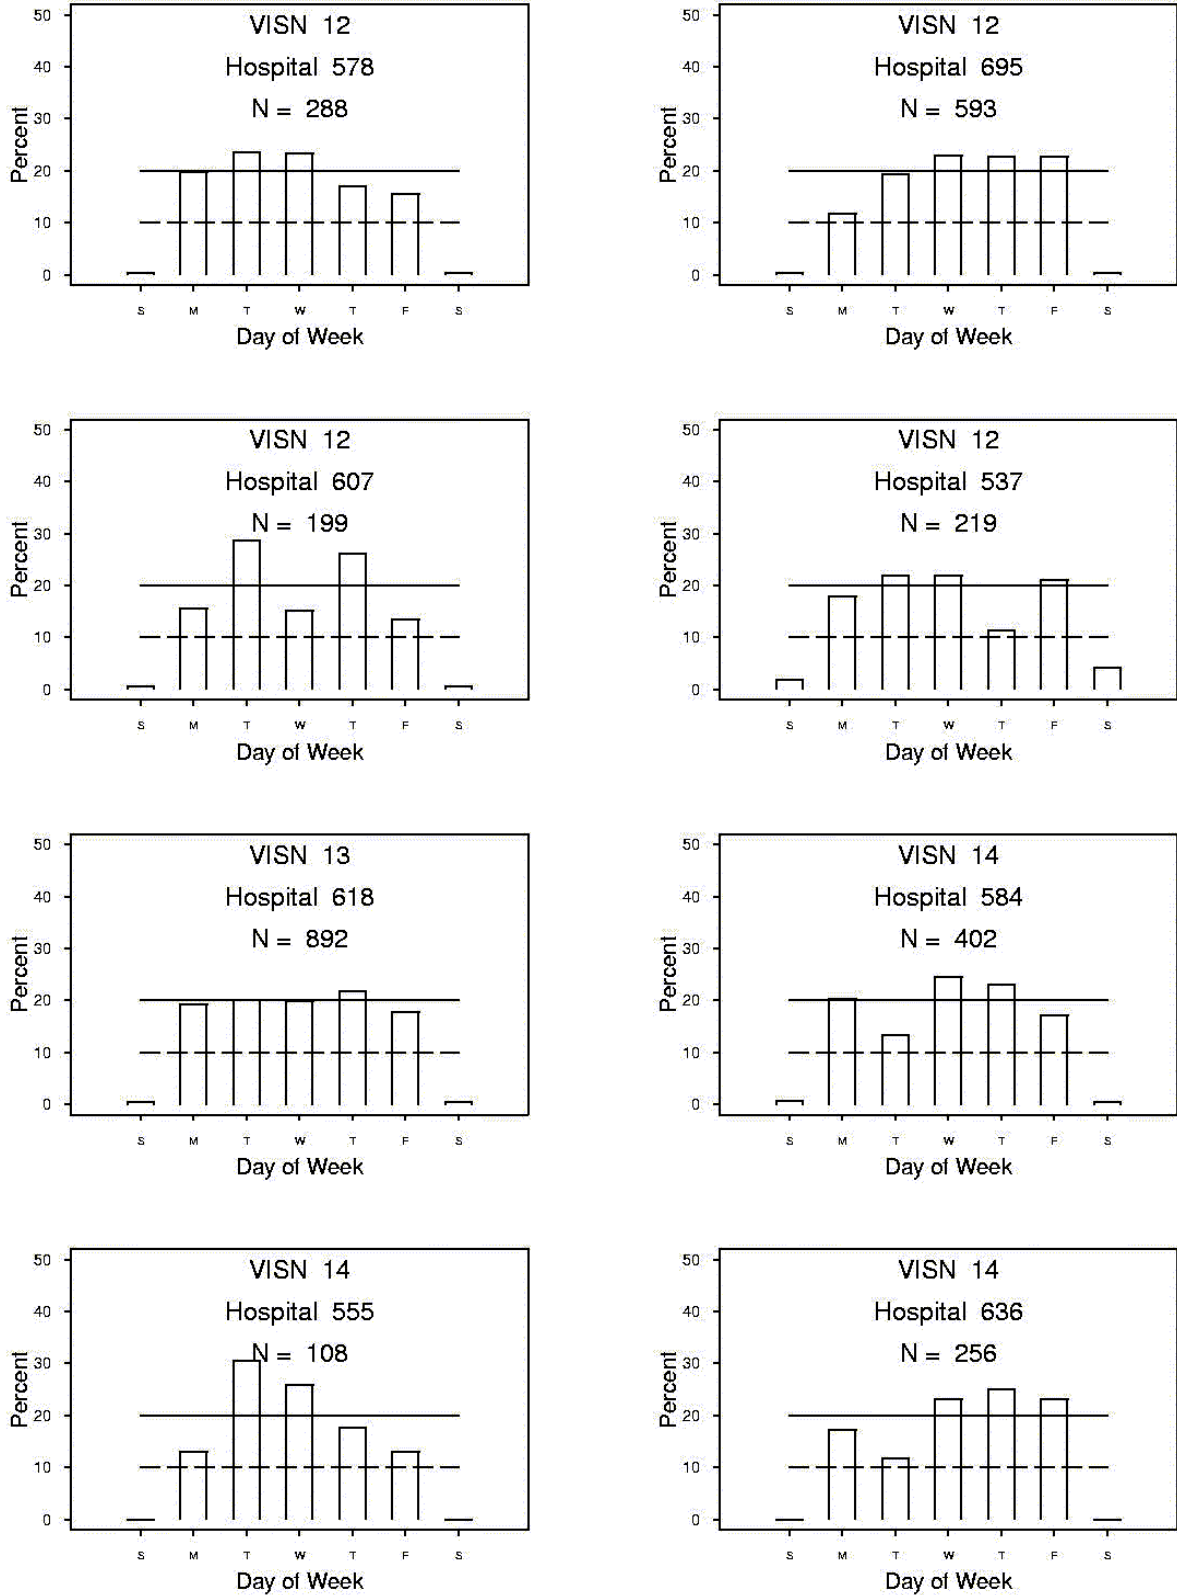 VISN 12
Hospital 578
N = 288
50
40
30
20
10
0
Percent
S M T W T F S
Day of Week
VISN 12
Hospital 695
N = 593
50
40
30
20
10
0
Percent
S M T W T F S
Day of Week
VISN 12
Hospital 607
N = 199
50
40
30
20
10
0
Percent
S M T W T F S
Day of Week
VISN 12
Hospital 537
N = 219
50
40
30
20
10
0
Percent
S M T W T F S
Day of Week
VISN 13
Hospital 618
N = 892
50
40
30
20
10
0
Percent
S M T W T F S
Day of Week
VISN 14
Hospital 584
N = 402
50
40
30
20
10
0
Percent
S M T W T F S
Day of Week
VISN 14
Hospital 555
N = 108
50
40
30
20
10
0
Percent
S M T W T F S
Day of Week
VISN 14
Hospital 636
N = 256
50
40
30
20
10
0
Percent
S M T W T F S
Day of Week